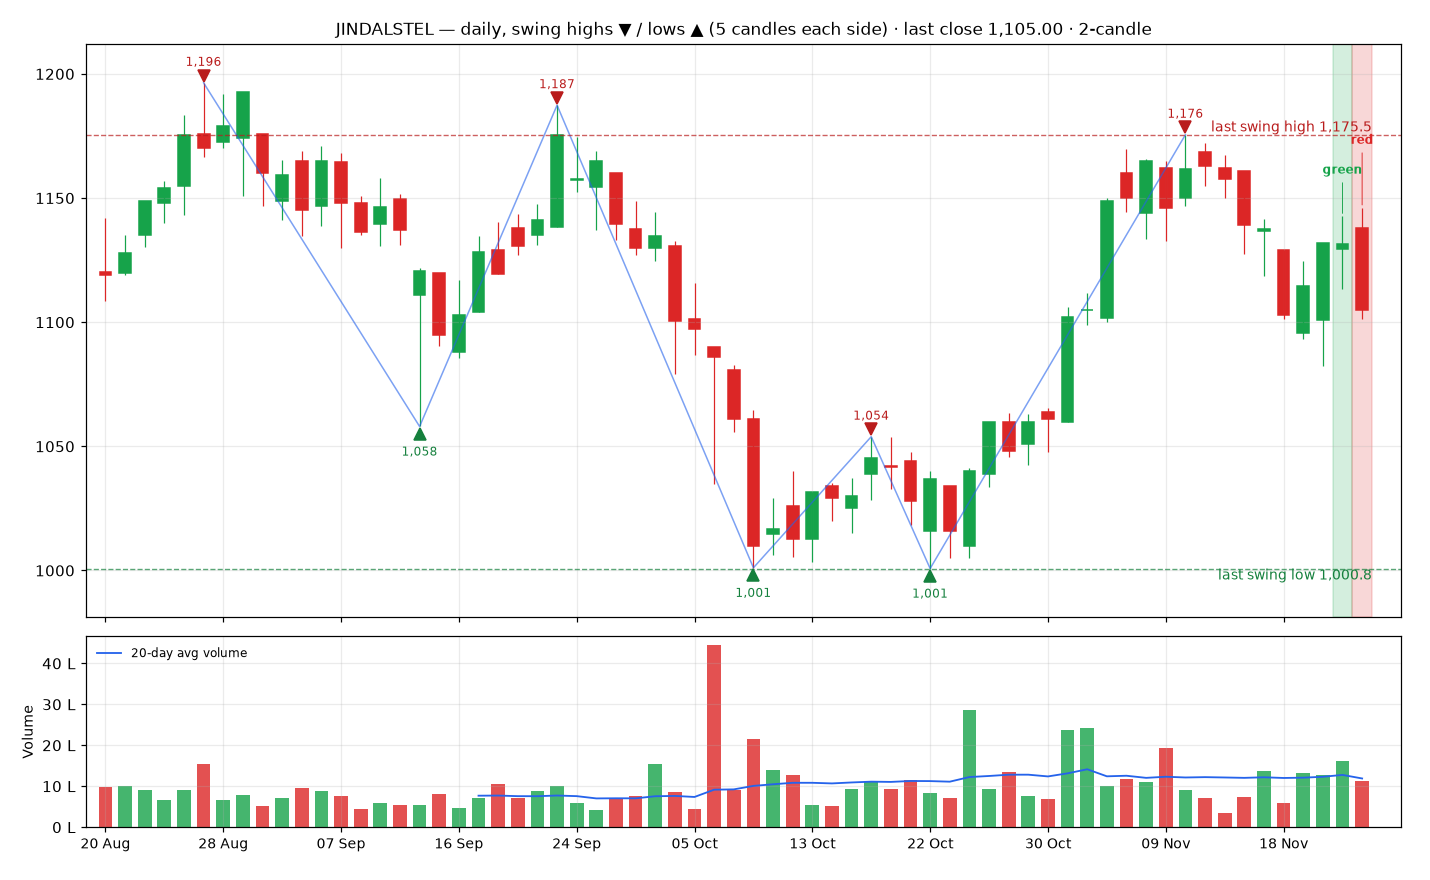 JINDALSTEL — daily, swing highs ▼ / lows ▲ (5 candles each side) · last close 1,105.00 · 2-candle
1200
1150
1100
1050
1000
1,196
1,187
1,176
last swing high 1,175.5
red
green
1,058
1,054
1,001
1,001
last swing low 1,000.8
20-day avg volume
Volume
40 L
30 L
20 L
10 L
0 L
20 Aug
28 Aug
07 Sep
16 Sep
24 Sep
05 Oct
13 Oct
22 Oct
30 Oct
09 Nov
18 Nov